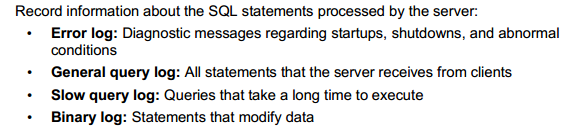 Record information about the SQL statements processed by the server:
• Error log: Diagnostic messages regarding startups, shutdowns, and abnormal
conditions
• General query log: All statements that the server receives from clients
• Slow query log: Queries that take a long time to execute
• Binary log: Statements that modify data